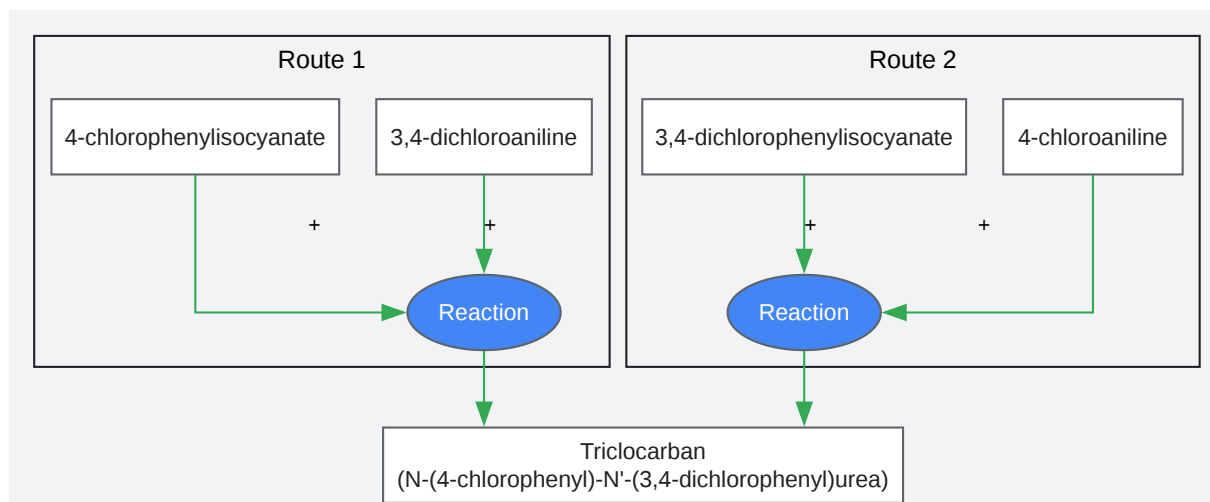 Route 1
Route 2
4-chlorophenylisocyanate
3,4-dichloroaniline
3,4-dichlorophenylisocyanate
4-chloroaniline
+
+
+
+
Reaction
Reaction
Triclocarban
(N-(4-chlorophenyl)-N'-(3,4-dichlorophenyl)urea)